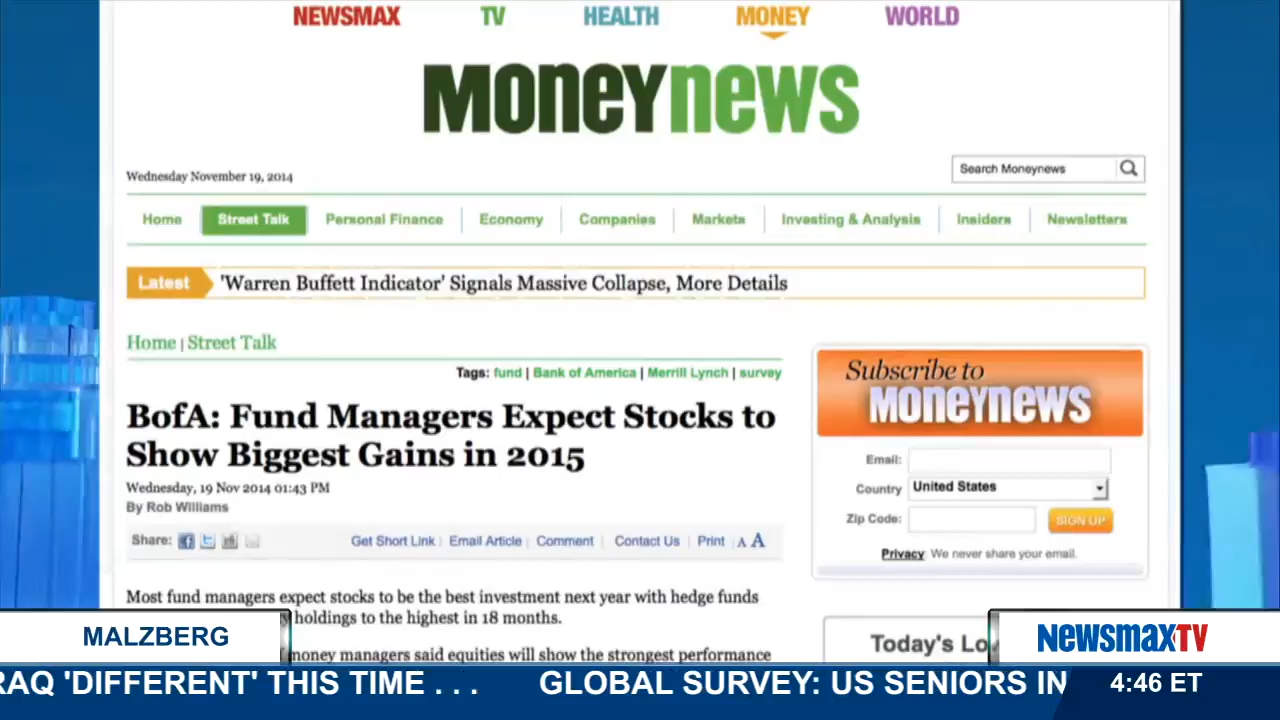 NEWSMAX TV HEALTH MONEY WORLD
MONEYNEWS
Wednesday November 19, 2014
Search Moneynews
Home Street Talk Personal Finance Economy Companies Markets Investing & Analysis Insiders Newsletters
Latest 'Warren Buffett Indicator' Signals Massive Collapse, More Details
Home | Street Talk
Tags: fund | Bank of America | Merrill Lynch | survey
BofA: Fund Managers Expect Stocks to
Show Biggest Gains in 2015
Wednesday, 19 Nov 2014 01:43 PM
By Rob Williams
Share: Get Short Link | Email Article | Comment | Contact Us | Print | A A
Most fund managers expect stocks to be the best investment next year with hedge funds
holdings to the highest in 18 months.
money managers said equities will show the strongest performance
Subscribe to
MONEYNEWS
Email:
Country United States
Zip Code: SIGN UP
Privacy: We never share your email.
Today's Lo
MALZBERG
NEWSMAXTV
RAQ 'DIFFERENT' THIS TIME . . . GLOBAL SURVEY: US SENIORS IN
4:46 ET